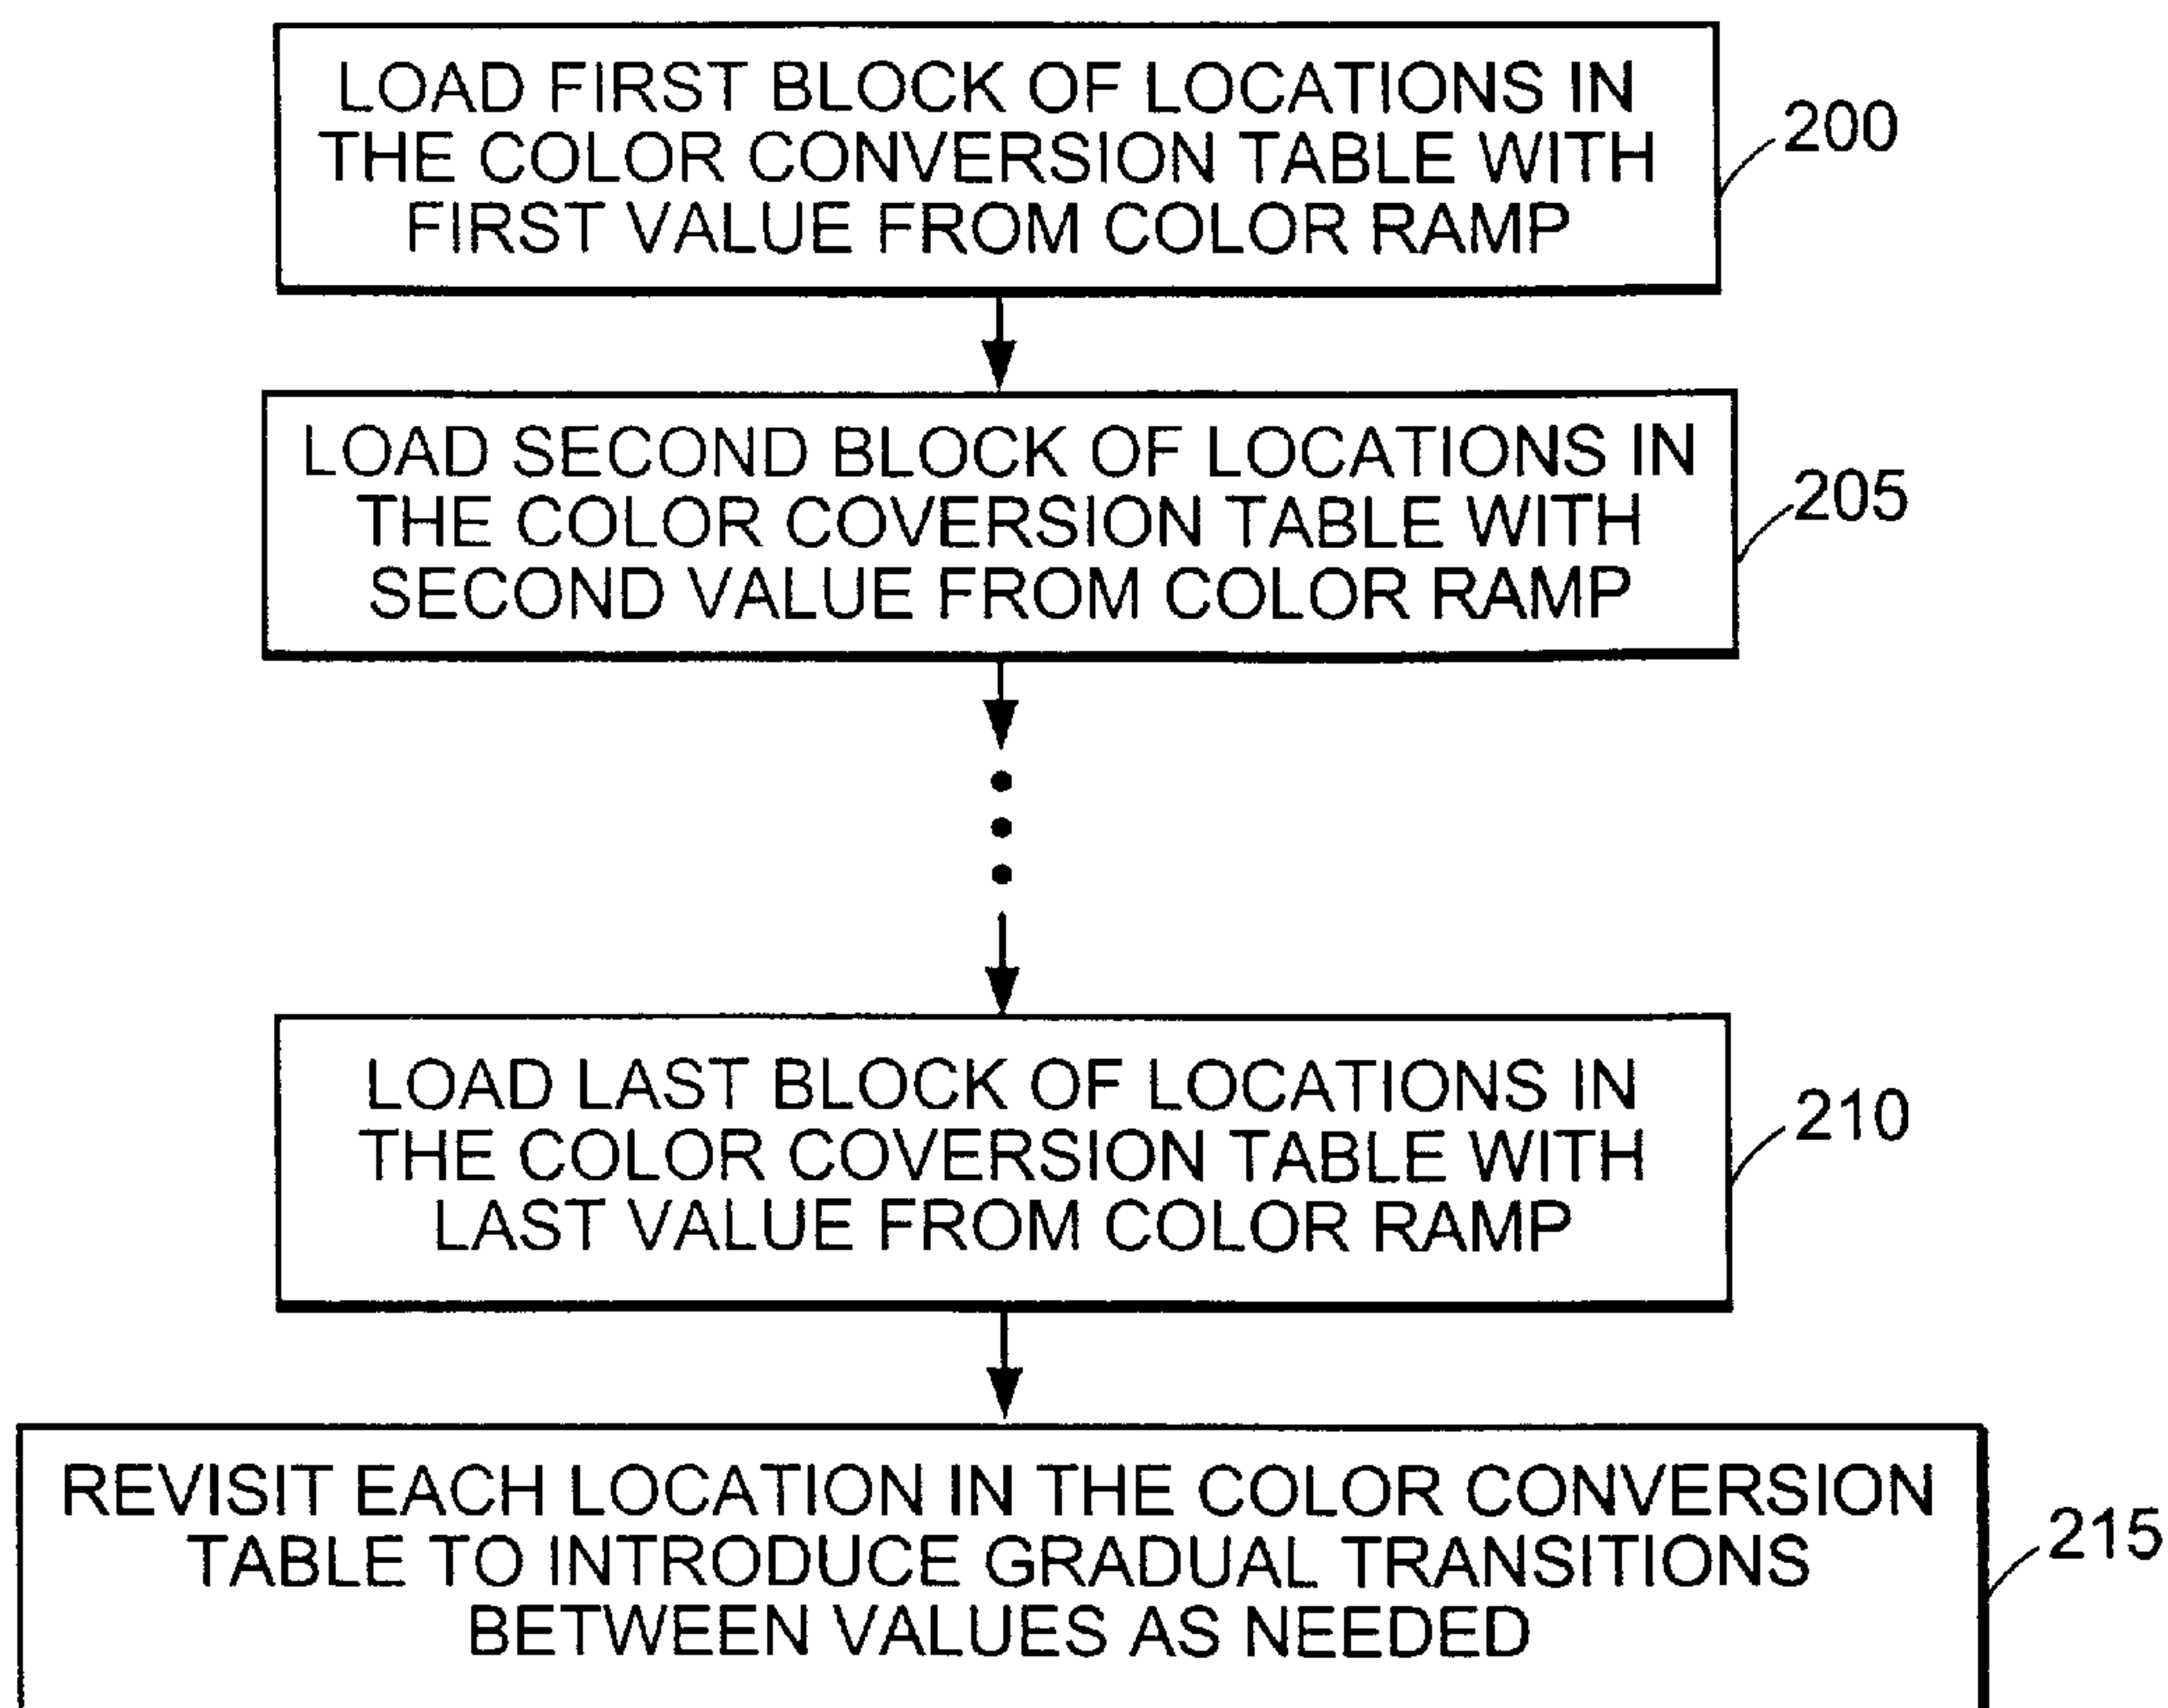 LOAD FIRST BLOCK OF LOCATIONS IN
THE COLOR CONVERSION TABLE WITH
FIRST VALUE FROM COLOR RAMP
200
LOAD SECOND BLOCK OF LOCATIONS IN
THE COLOR COVERSION TABLE WITH
SECOND VALUE FROM COLOR RAMP
205
LOAD LAST BLOCK OF LOCATIONS IN
THE COLOR COVERSION TABLE WITH
LAST VALUE FROM COLOR RAMP
210
REVISIT EACH LOCATION IN THE COLOR CONVERSION
TABLE TO INTRODUCE GRADUAL TRANSITIONS
BETWEEN VALUES AS NEEDED
215